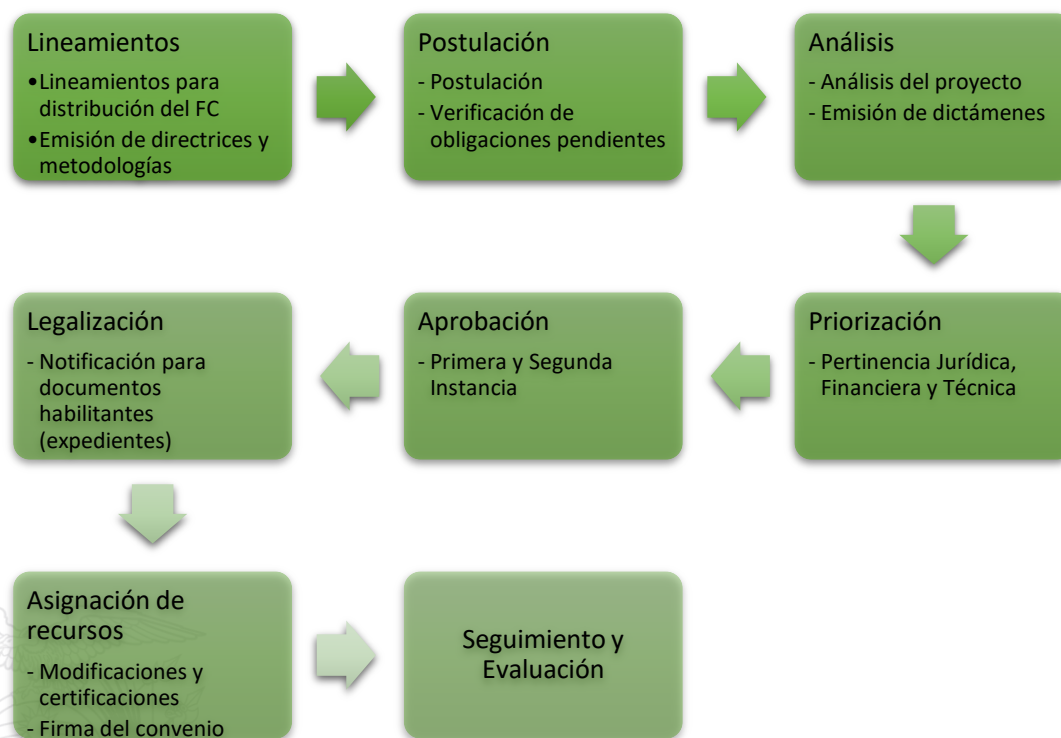 Lineamientos
•Lineamientos para
distribución del FC
•Emisión de directrices y
metodologías
Postulación
- Postulación
- Verificación de
obligaciones pendientes
Análisis
- Análisis del proyecto
- Emisión de dictámenes
Priorización
- Pertinencia Jurídica,
Financiera y Técnica
Aprobación
- Primera y Segunda
Instancia
Legalización
- Notificación para
documentos
habilitantes
(expedientes)
Asignación de
recursos
- Modificaciones y
certificaciones
- Firma del convenio
Seguimiento y
Evaluación